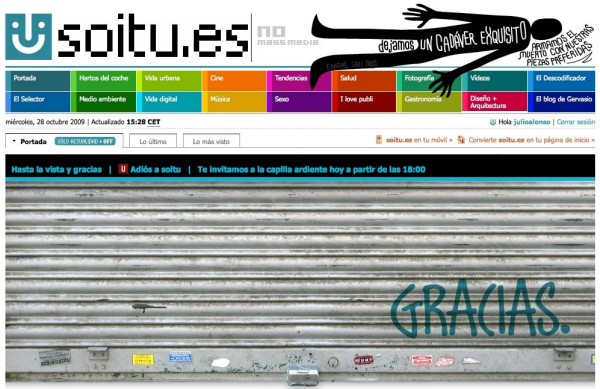 soitu.es
no
mass media
dejamos UN CADÁVER EXQUISITO
ARMAMOS EL
MUERTO CON NUESTRAS
PIEZAS PREFERIDAS
Portada
Hartos del coche
Vida urbana
Cine
Tendencias
Salud
Fotografía
Vídeos
El Descodificador
El Selector
Medio ambiente
Vida digital
Música
Sexo
I love publi
Gastronomía
Diseño +
Arquitectura
El blog de Gervasio
miércoles, 28 octubre 2009 | Actualizado 15:28 CET
Hola julioalonso | Cerrar sesión
Portada
SÓLO ACTUALIDAD > OFF
Lo último
Lo más visto
soitu.es en tu móvil »
Convierte soitu.es en tu página de inicio »
Hasta la vista y gracias | Adiós a soitu | Te invitamos a la capilla ardiente hoy a partir de las 18:00
GRACIAS.